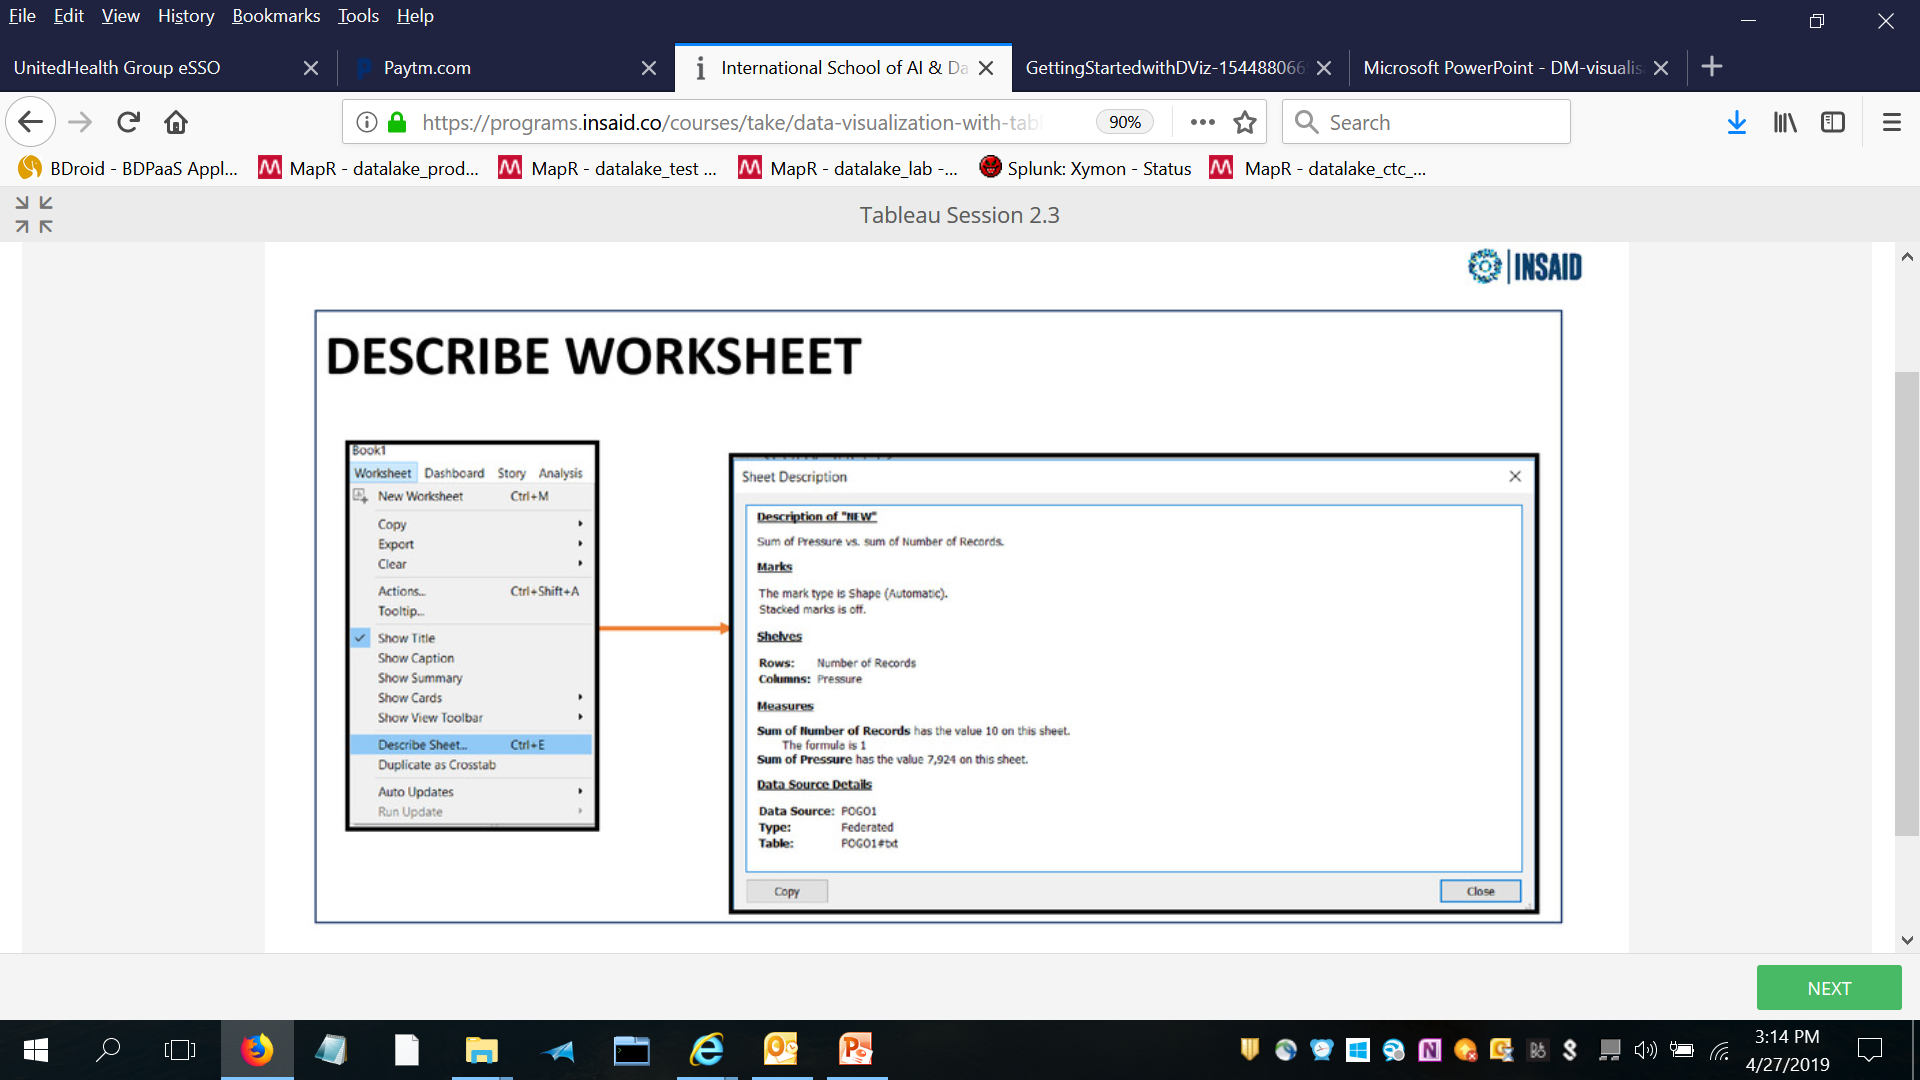 File Edit View History Bookmarks Tools Help
UnitedHealth Group eSSO
Paytm.com
International School of AI & Da
GettingStartedwithDViz-154488066
Microsoft PowerPoint - DM-visualis
https://programs.insaid.co/courses/take/data-visualization-with-tabl
90%
Search
BDroid - BDPaaS Appl...
MapR - datalake_prod...
MapR - datalake_test ...
MapR - datalake_lab -...
Splunk: Xymon - Status
MapR - datalake_ctc_...
Tableau Session 2.3
INSAID
DESCRIBE WORKSHEET
Book1
Worksheet Dashboard Story Analysis
New Worksheet Ctrl+M
Copy
Export
Clear
Actions... Ctrl+Shift+A
Tooltip...
Show Title
Show Caption
Show Summary
Show Cards
Show View Toolbar
Describe Sheet... Ctrl+E
Duplicate as Crosstab
Auto Updates
Run Update
Sheet Description
Description of "NEW"
Sum of Pressure vs. sum of Number of Records.
Marks
The mark type is Shape (Automatic).
Stacked marks is off.
Shelves
Rows: Number of Records
Columns: Pressure
Measures
Sum of Number of Records has the value 10 on this sheet.
The formula is 1
Sum of Pressure has the value 7,924 on this sheet.
Data Source Details
Data Source: POGO1
Type: Federated
Table: POGO1#txt
Copy
Close
NEXT
3:14 PM
4/27/2019